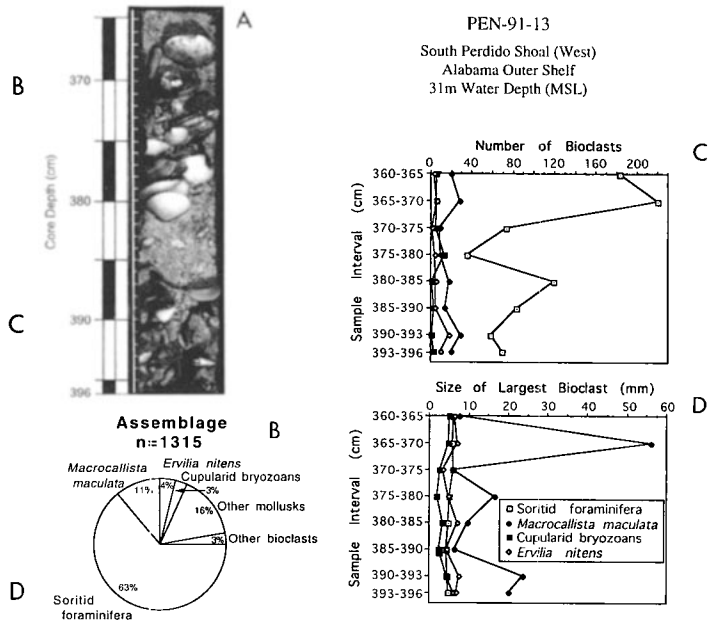 A
B
370
380
Core Depth (cm)
390
C
396
PEN-91-13
South Perdido Shoal (West)
Alabama Outer Shelf
31m Water Depth (MSL)
Number of Bioclasts
C
0 40 80 120 160 200
360-365
365-370
370-375
375-380
380-385
385-390
390-393
393-396
Sample Interval (cm)
Size of Largest Bioclast (mm)
D
0 10 20 30 40 50 60
360-365
365-370
370-375
375-380
380-385
385-390
390-393
393-396
Sample Interval (cm)
Soritid foraminifera
Macrocallista maculata
Cupularid bryozoans
Ervilia nitens
Assemblage
n=1315
B
Macrocallista
maculata
11%
Ervilia nitens
4%
Cupularid bryozoans
3%
Other mollusks
16%
Other bioclasts
3%
63%
Soritid
foraminifera
D